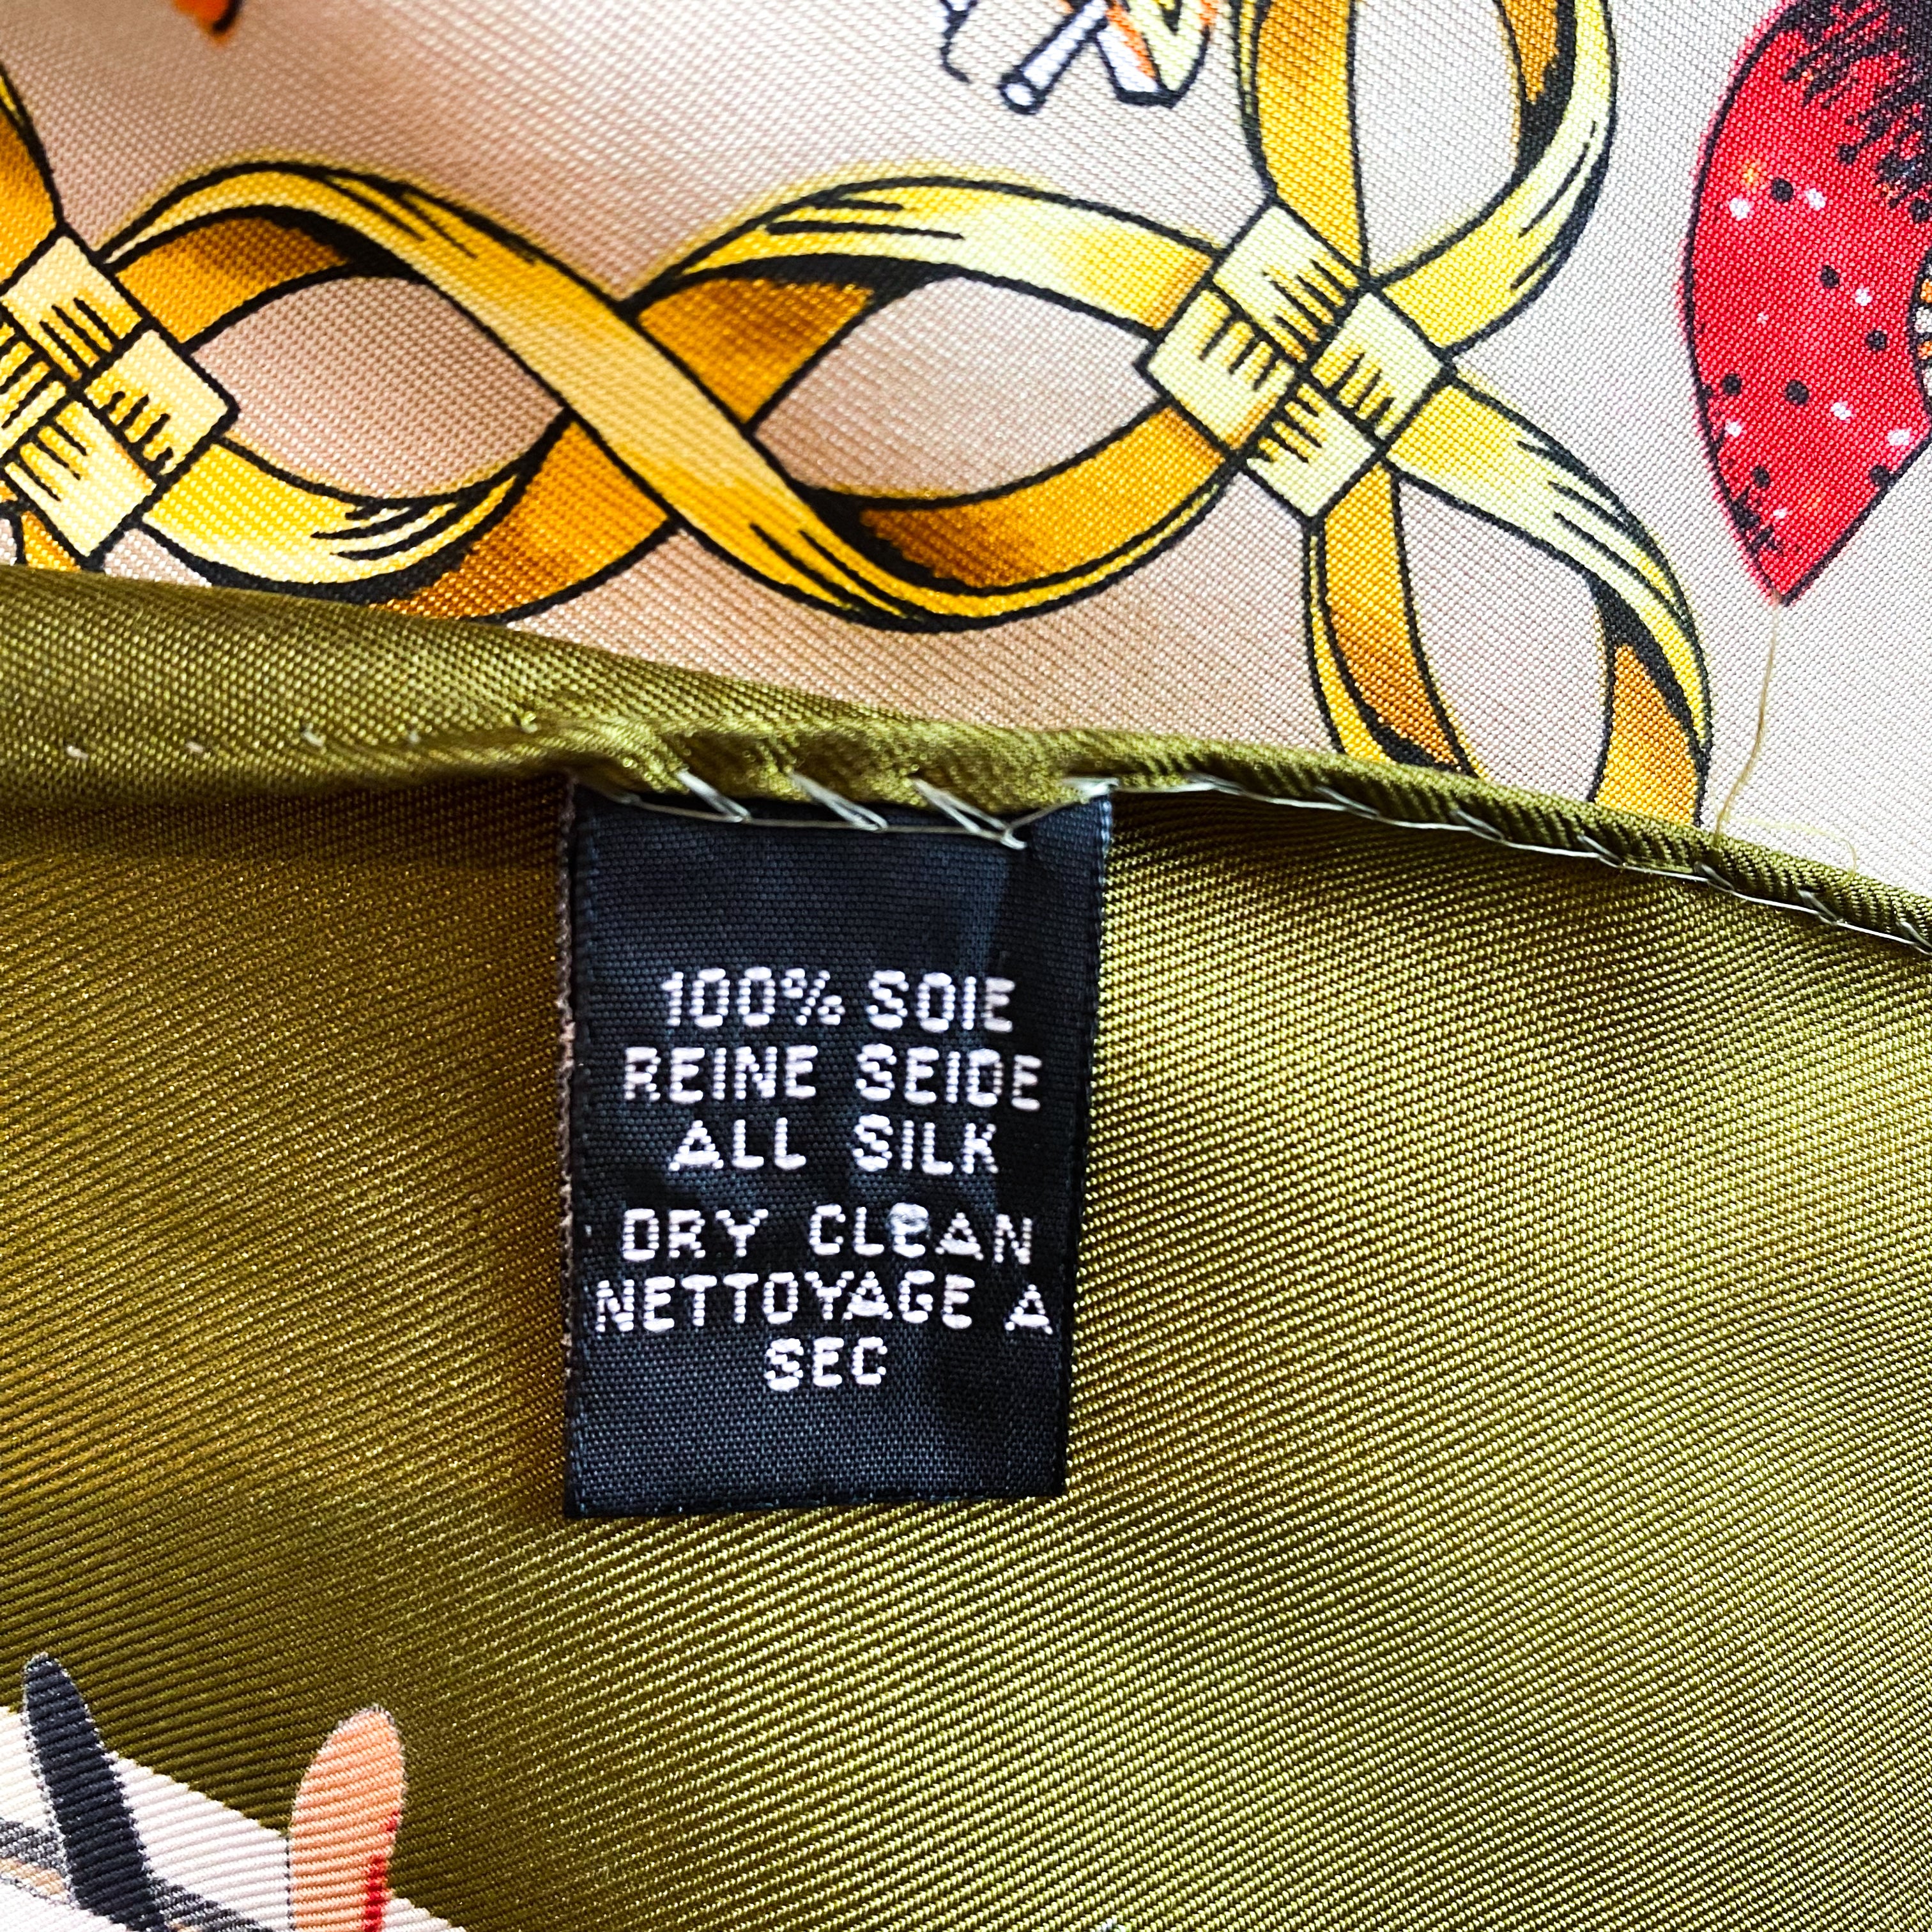 100% SOIE
REINE SEIDE
ALL SILK
DRY CLEAN
NETTOYAGE A
SEC